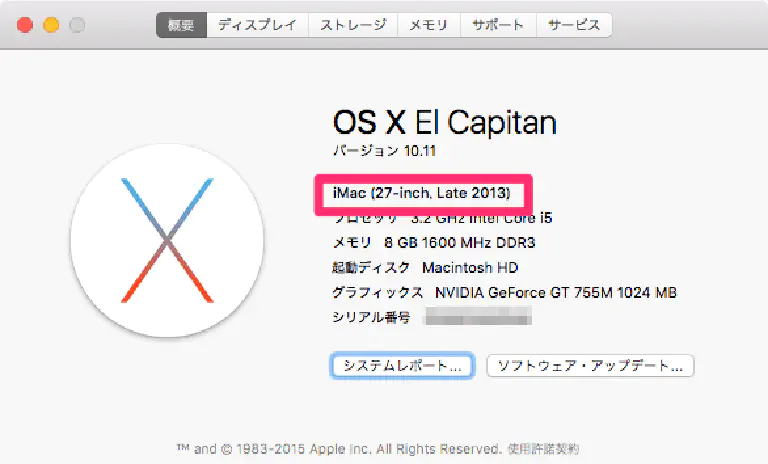 概要 ディスプレイ ストレージ メモリ サポート サービス
OS X El Capitan
バージョン 10.11
iMac (27-inch, Late 2013)
プロセッサ 3.2 GHz Intel Core i5
メモリ 8 GB 1600 MHz DDR3
起動ディスク Macintosh HD
グラフィックス NVIDIA GeForce GT 755M 1024 MB
シリアル番号
システムレポート... ソフトウェア・アップデート...
™ and © 1983-2015 Apple Inc. All Rights Reserved. 使用許諾契約